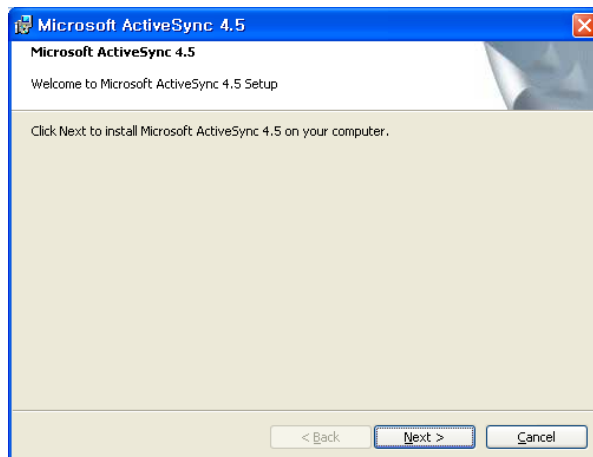 Microsoft ActiveSync 4.5
Microsoft ActiveSync 4.5
Welcome to Microsoft ActiveSync 4.5 Setup
Click Next to install Microsoft ActiveSync 4.5 on your computer.
< Back Next > Cancel